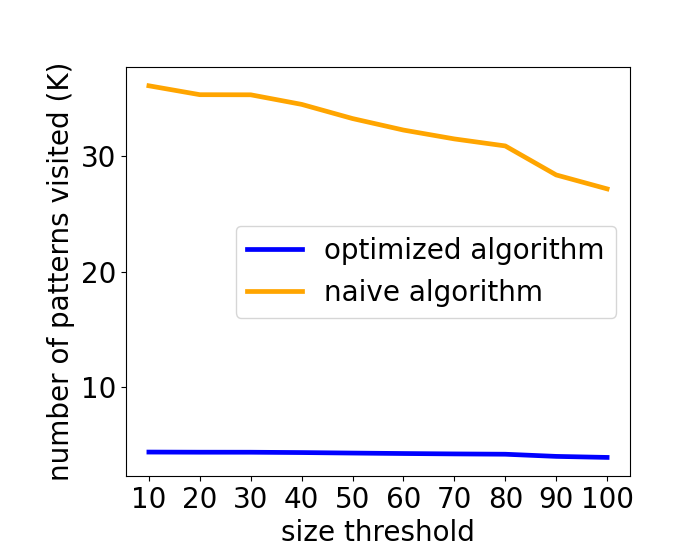 number of patterns visited (K)
30
20
10
optimized algorithm
naive algorithm
10 20 30 40 50 60 70 80 90 100
size threshold